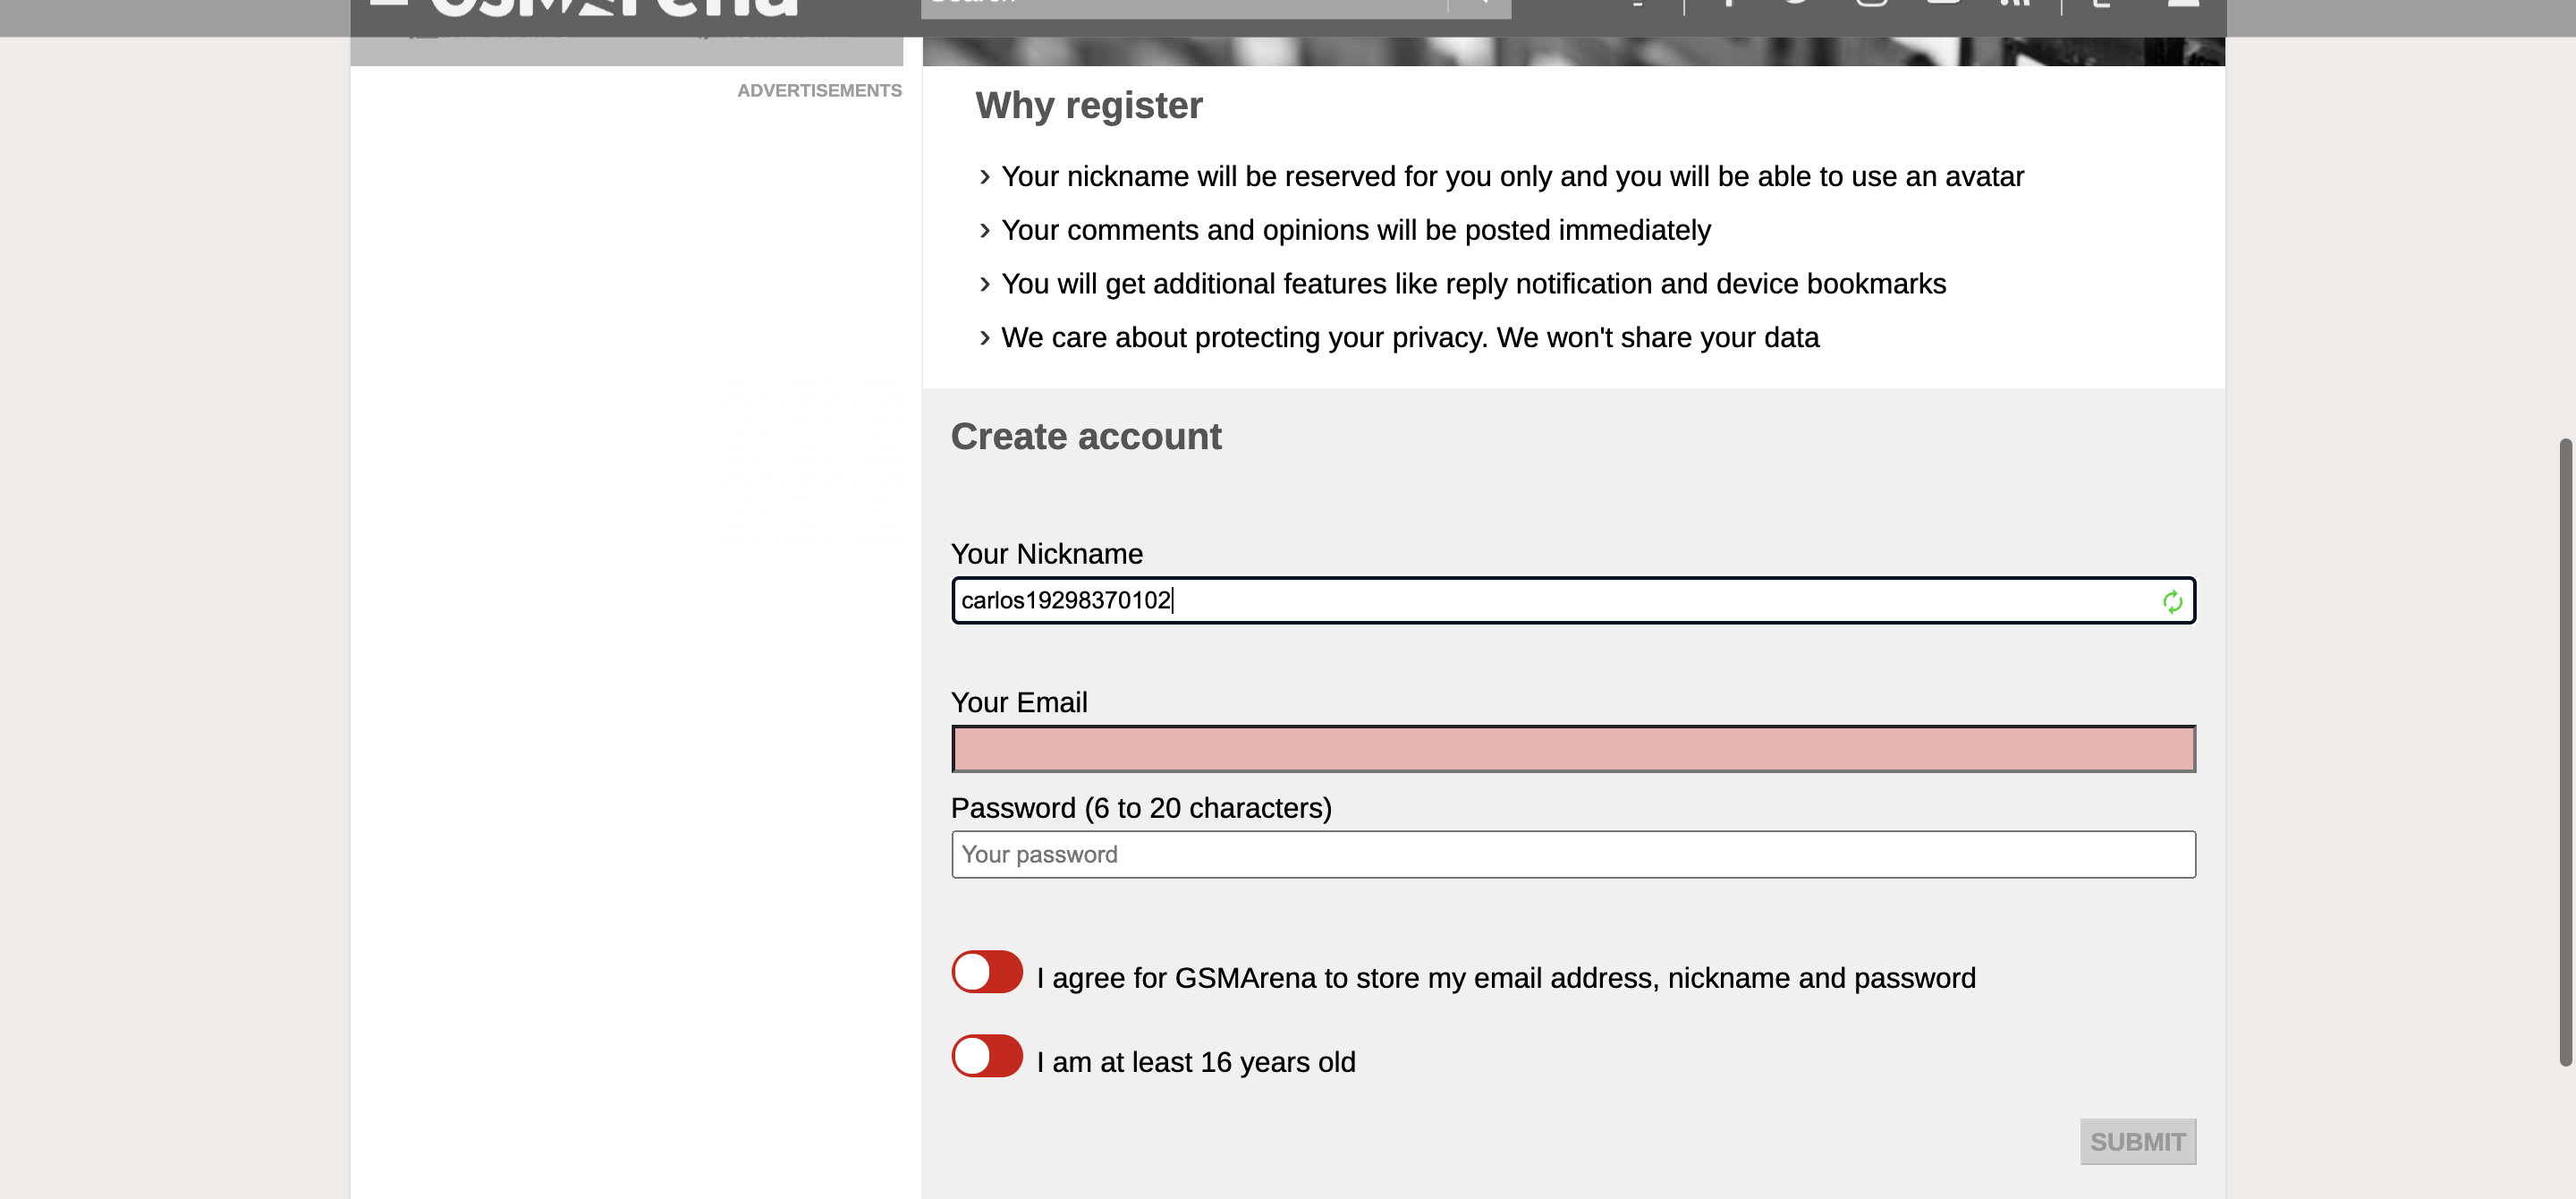 ADVERTISEMENTS
Why register
› Your nickname will be reserved for you only and you will be able to use an avatar
› Your comments and opinions will be posted immediately
› You will get additional features like reply notification and device bookmarks
› We care about protecting your privacy. We won't share your data
Create account
Your Nickname
carlos19298370102
Your Email
Password (6 to 20 characters)
Your password
I agree for GSMArena to store my email address, nickname and password
I am at least 16 years old
SUBMIT